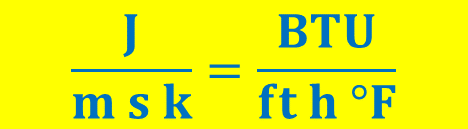 J BTU
=
m s k ft h °F